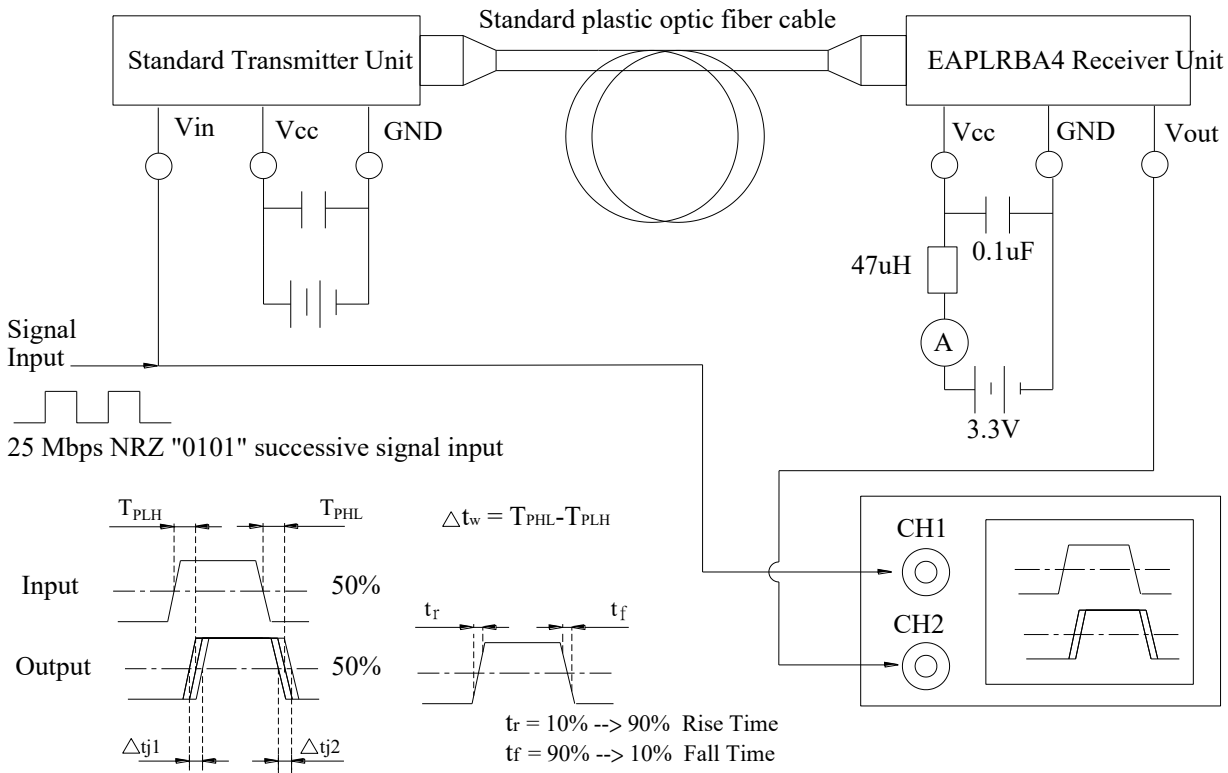 Standard plastic optic fiber cable
Standard Transmitter Unit
EAPLRBA4 Receiver Unit
Vin
Vcc
GND
Vcc
GND
Vout
47uH
0.1uF
A
3.3V
Signal
Input
25 Mbps NRZ "0101" successive signal input
TPLH
TPHL
△tw = TPHL-TPLH
CH1
Input
50%
tr
tf
CH2
Output
50%
tr = 10% --> 90% Rise Time
tf = 90% --> 10% Fall Time
△tj1
△tj2